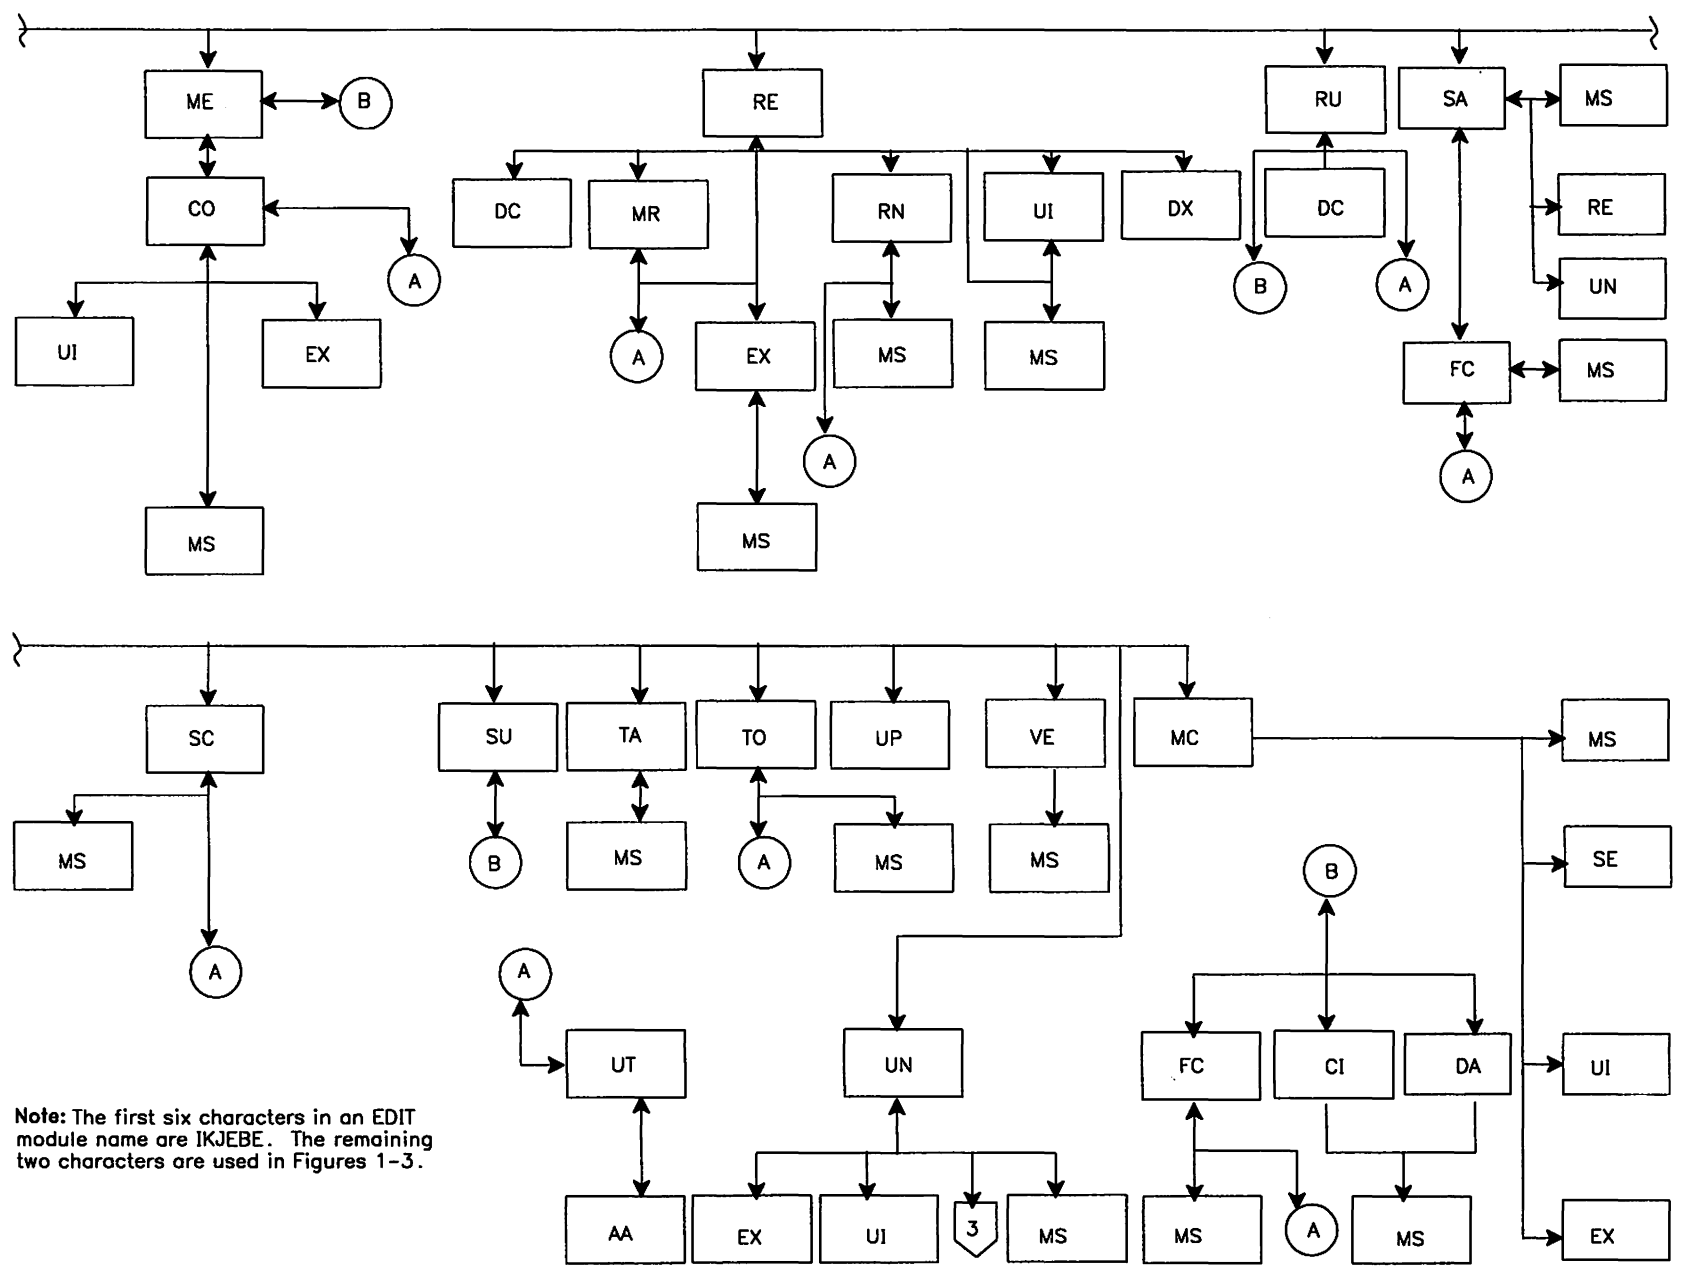 ME
B
RE
RU
SA
MS
CO
DC
MR
RN
UI
DX
DC
RE
A
B
A
UN
UI
EX
A
EX
MS
MS
FC
MS
A
A
MS
MS
SC
SU
TA
TO
UP
VE
MC
MS
MS
B
MS
A
MS
MS
B
SE
A
A
UT
UN
FC
CI
DA
UI
Note: The first six characters in an EDIT
module name are IKJEBE. The remaining
two characters are used in Figures 1-3.
AA
EX
UI
3
MS
MS
A
MS
EX